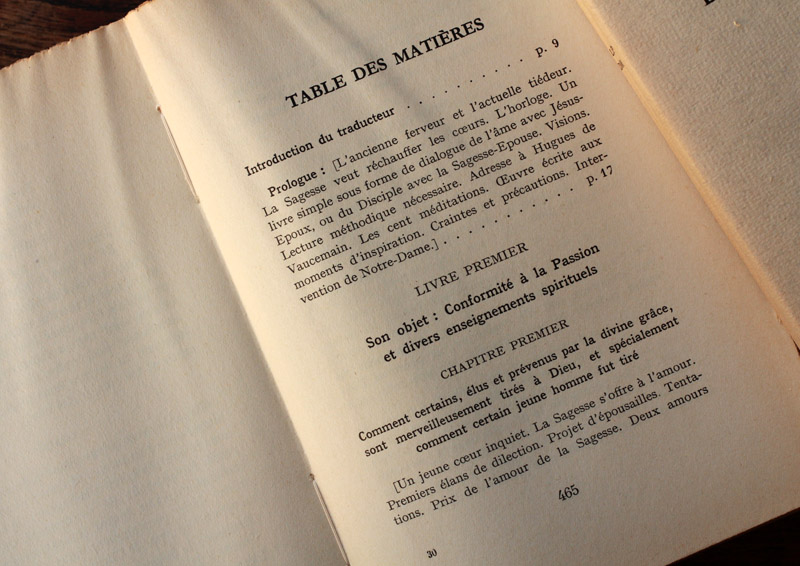 TABLE DES MATIÈRES
Introduction du traducteur . . . . . . . . . . . p. 9
Prologue : [L'ancienne ferveur et l'actuelle tiédeur.
La Sagesse veut réchauffer les cœurs. L'horloge. Un
livre simple sous forme de dialogue de l'âme avec Jésus-
Epoux, ou du Disciple avec la Sagesse-Epouse. Visions.
Lecture méthodique nécessaire. Adresse à Hugues de
Vaucemain. Les cent méditations. Œuvre écrite aux
moments d'inspiration. Craintes et précautions. Inter-
vention de Notre-Dame.] . . . . . . . . . . . . p. 17
LIVRE PREMIER
Son objet : Conformité à la Passion
et divers enseignements spirituels
CHAPITRE PREMIER
Comment certains, élus et prévenus par la divine grâce,
sont merveilleusement tirés à Dieu, et spécialement
comment certain jeune homme fut tiré
[Un jeune cœur inquiet. La Sagesse s'offre à l'amour.
Premiers élans de dilection. Projet d'épousailles. Tenta-
tions. Prix de l'amour de la Sagesse. Deux amours
465
30